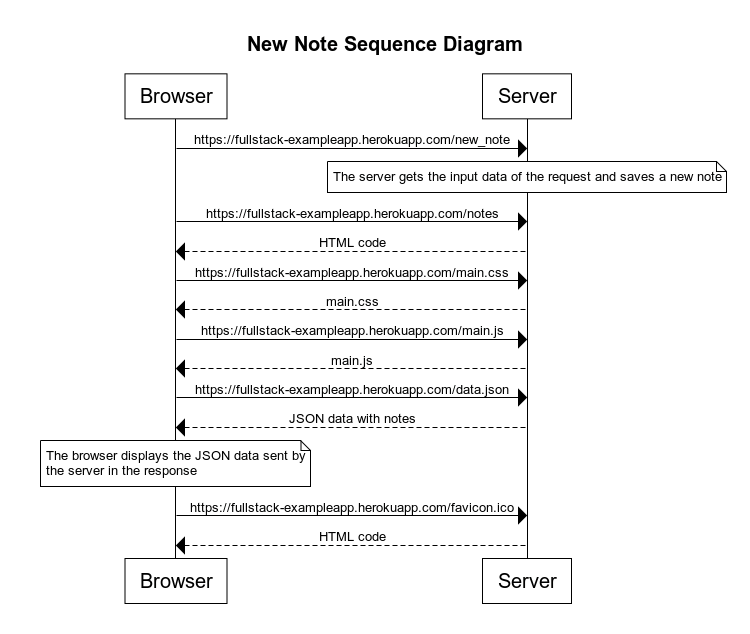 New Note Sequence Diagram
Browser
Server
https://fullstack-exampleapp.herokuapp.com/new_note
The server gets the input data of the request and saves a new note
https://fullstack-exampleapp.herokuapp.com/notes
HTML code
https://fullstack-exampleapp.herokuapp.com/main.css
main.css
https://fullstack-exampleapp.herokuapp.com/main.js
main.js
https://fullstack-exampleapp.herokuapp.com/data.json
JSON data with notes
The browser displays the JSON data sent by
the server in the response
https://fullstack-exampleapp.herokuapp.com/favicon.ico
HTML code
Browser
Server